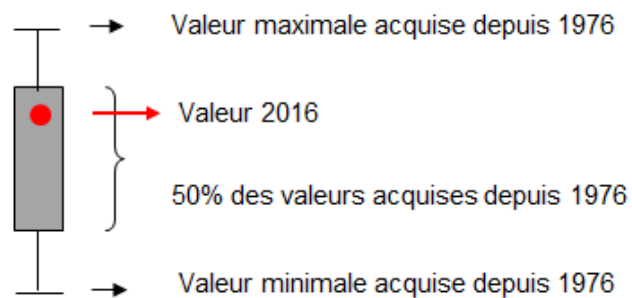 Valeur maximale acquise depuis 1976
Valeur 2016
50% des valeurs acquises depuis 1976
Valeur minimale acquise depuis 1976